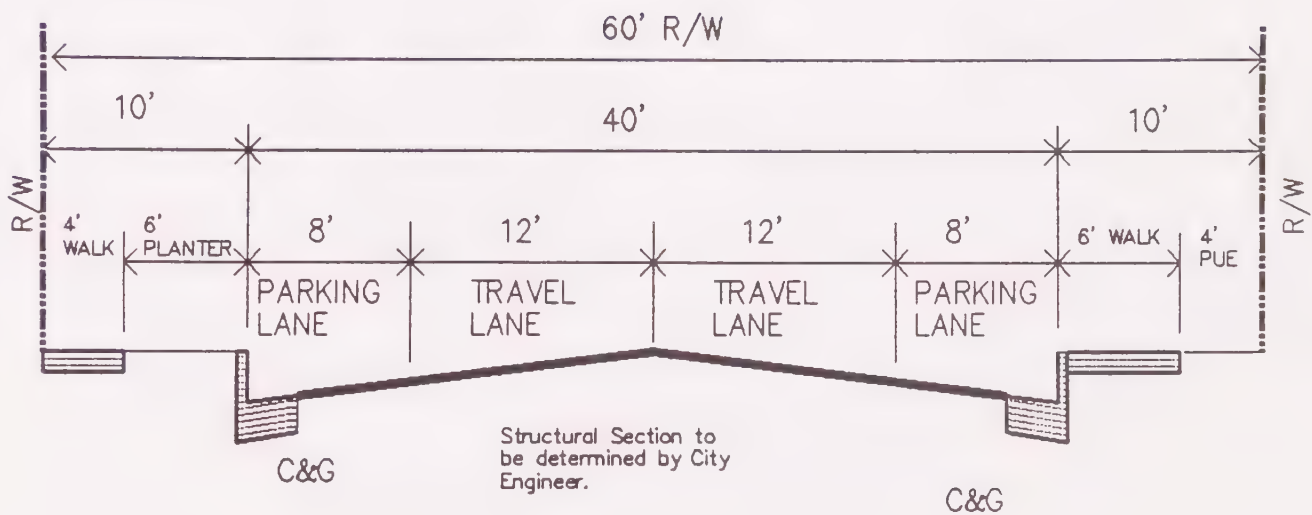 60' R/W
10'
40'
10'
R/W
R/W
4'
WALK
6'
PLANTER
8'
12'
12'
8'
6' WALK
4'
PUE
PARKING
LANE
TRAVEL
LANE
TRAVEL
LANE
PARKING
LANE
Structural Section to
be determined by City
Engineer.
C&G
C&G